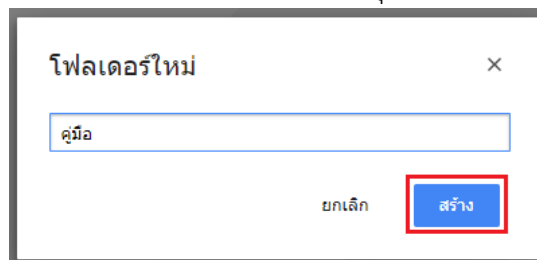 โฟลเดอร์ใหม่
คู่มือ
ยกเลิก สร้าง